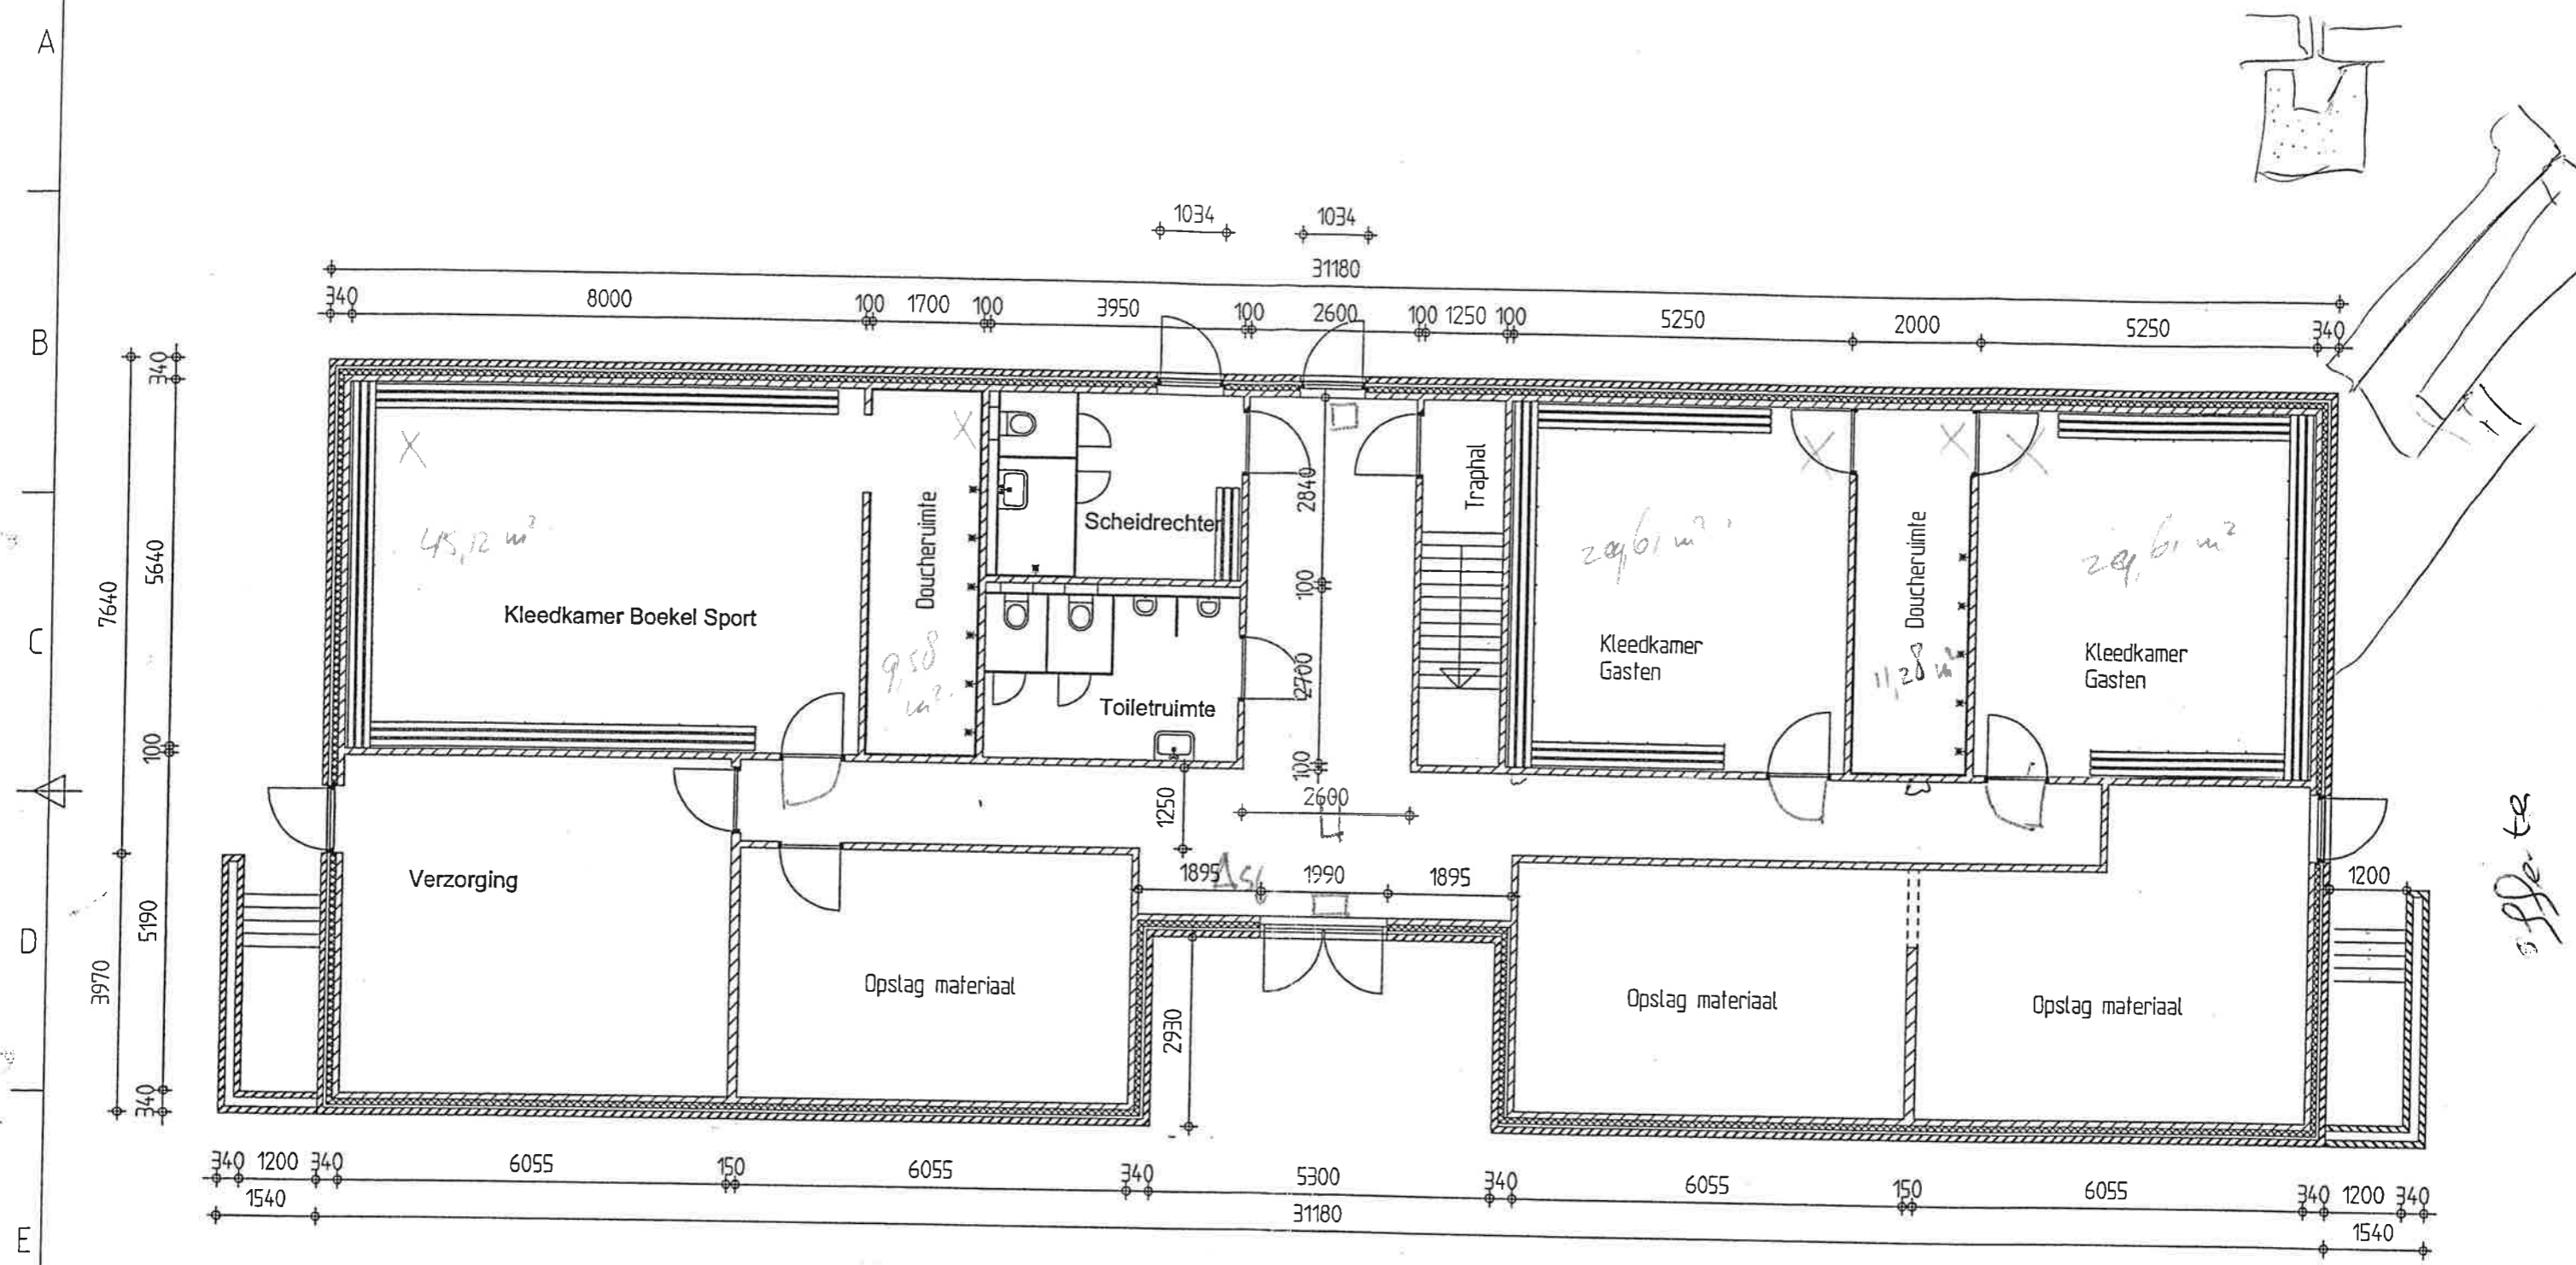 A
1034
1034
31180
B
340
8000
100
1700
100
3950
100
2600
100
1250
100
5250
2000
5250
340
340
2840
Traphal
Doucheruimte
Scheidrechter
Doucheruimte
45,12 m²
29,61 m²
29,61 m²
5640
7640
100
C
Kleedkamer Boekel Sport
9,58
m²
Kleedkamer
Gasten
11,28 m²
Kleedkamer
Gasten
2700
Toiletruimte
100
100
1250
2600
Verzorging
1895
1990
1895
1200
D
5190
3970
Opslag materiaal
Opslag materiaal
Opslag materiaal
2930
340
340
1200
340
6055
150
6055
340
5300
340
6055
150
6055
340
1200
340
1540
31180
1540
E